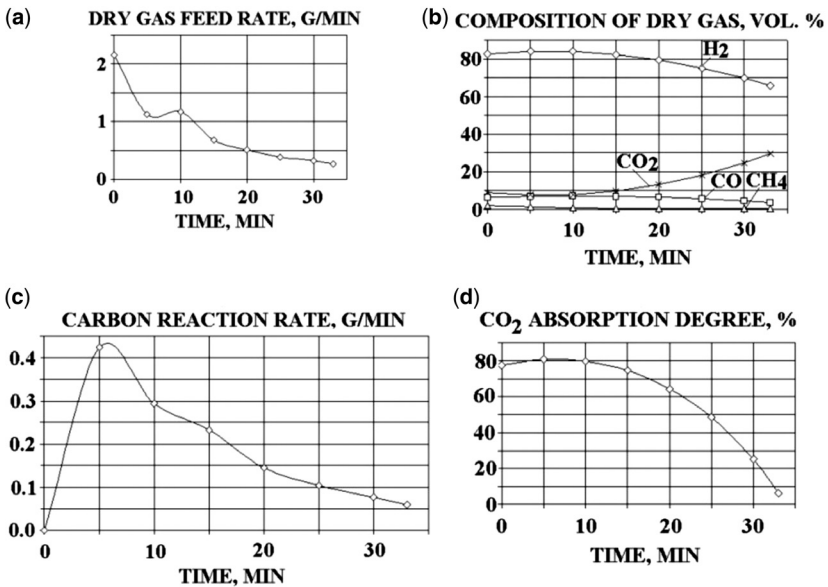 (a)
DRY GAS FEED RATE, G/MIN
2
1
0
0 10 20 30
TIME, MIN
(b)
COMPOSITION OF DRY GAS, VOL. %
H2
80
60
40
20
0
CO2
CO
CH4
0 10 20 30
TIME, MIN
(c)
CARBON REACTION RATE, G/MIN
0.4
0.3
0.2
0.1
0.0
0 10 20 30
TIME, MIN
(d)
CO2 ABSORPTION DEGREE, %
80
60
40
20
0
0 10 20 30
TIME, MIN